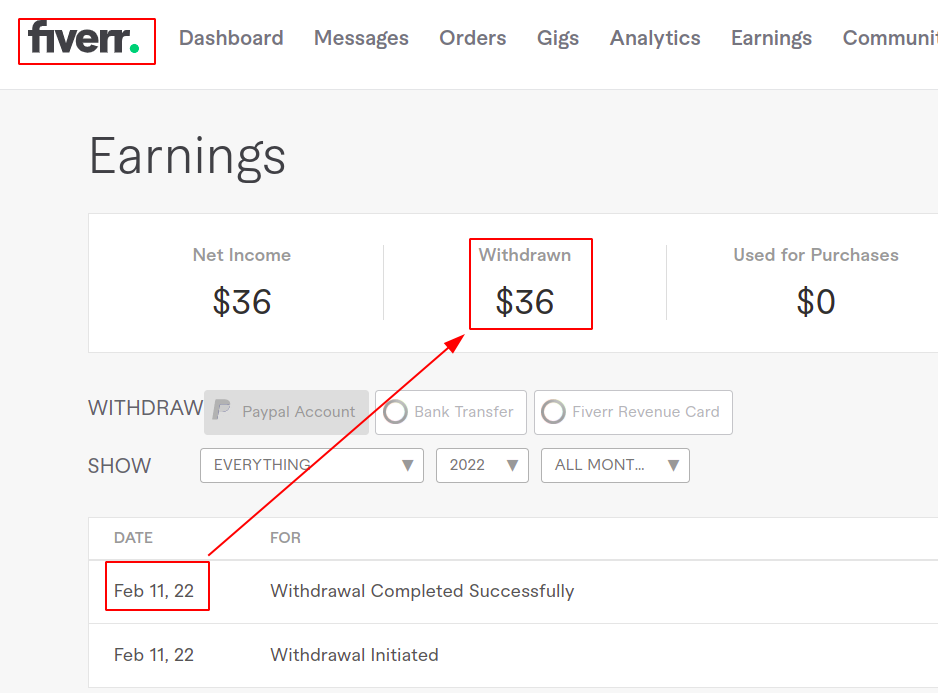 fiverr. Dashboard Messages Orders Gigs Analytics Earnings Communit
Earnings
Net Income Withdrawn Used for Purchases
$36 $36 $0
WITHDRAW Paypal Account Bank Transfer Fiverr Revenue Card
SHOW EVERYTHING 2022 ALL MONT...
DATE FOR
Feb 11, 22 Withdrawal Completed Successfully
Feb 11, 22 Withdrawal Initiated